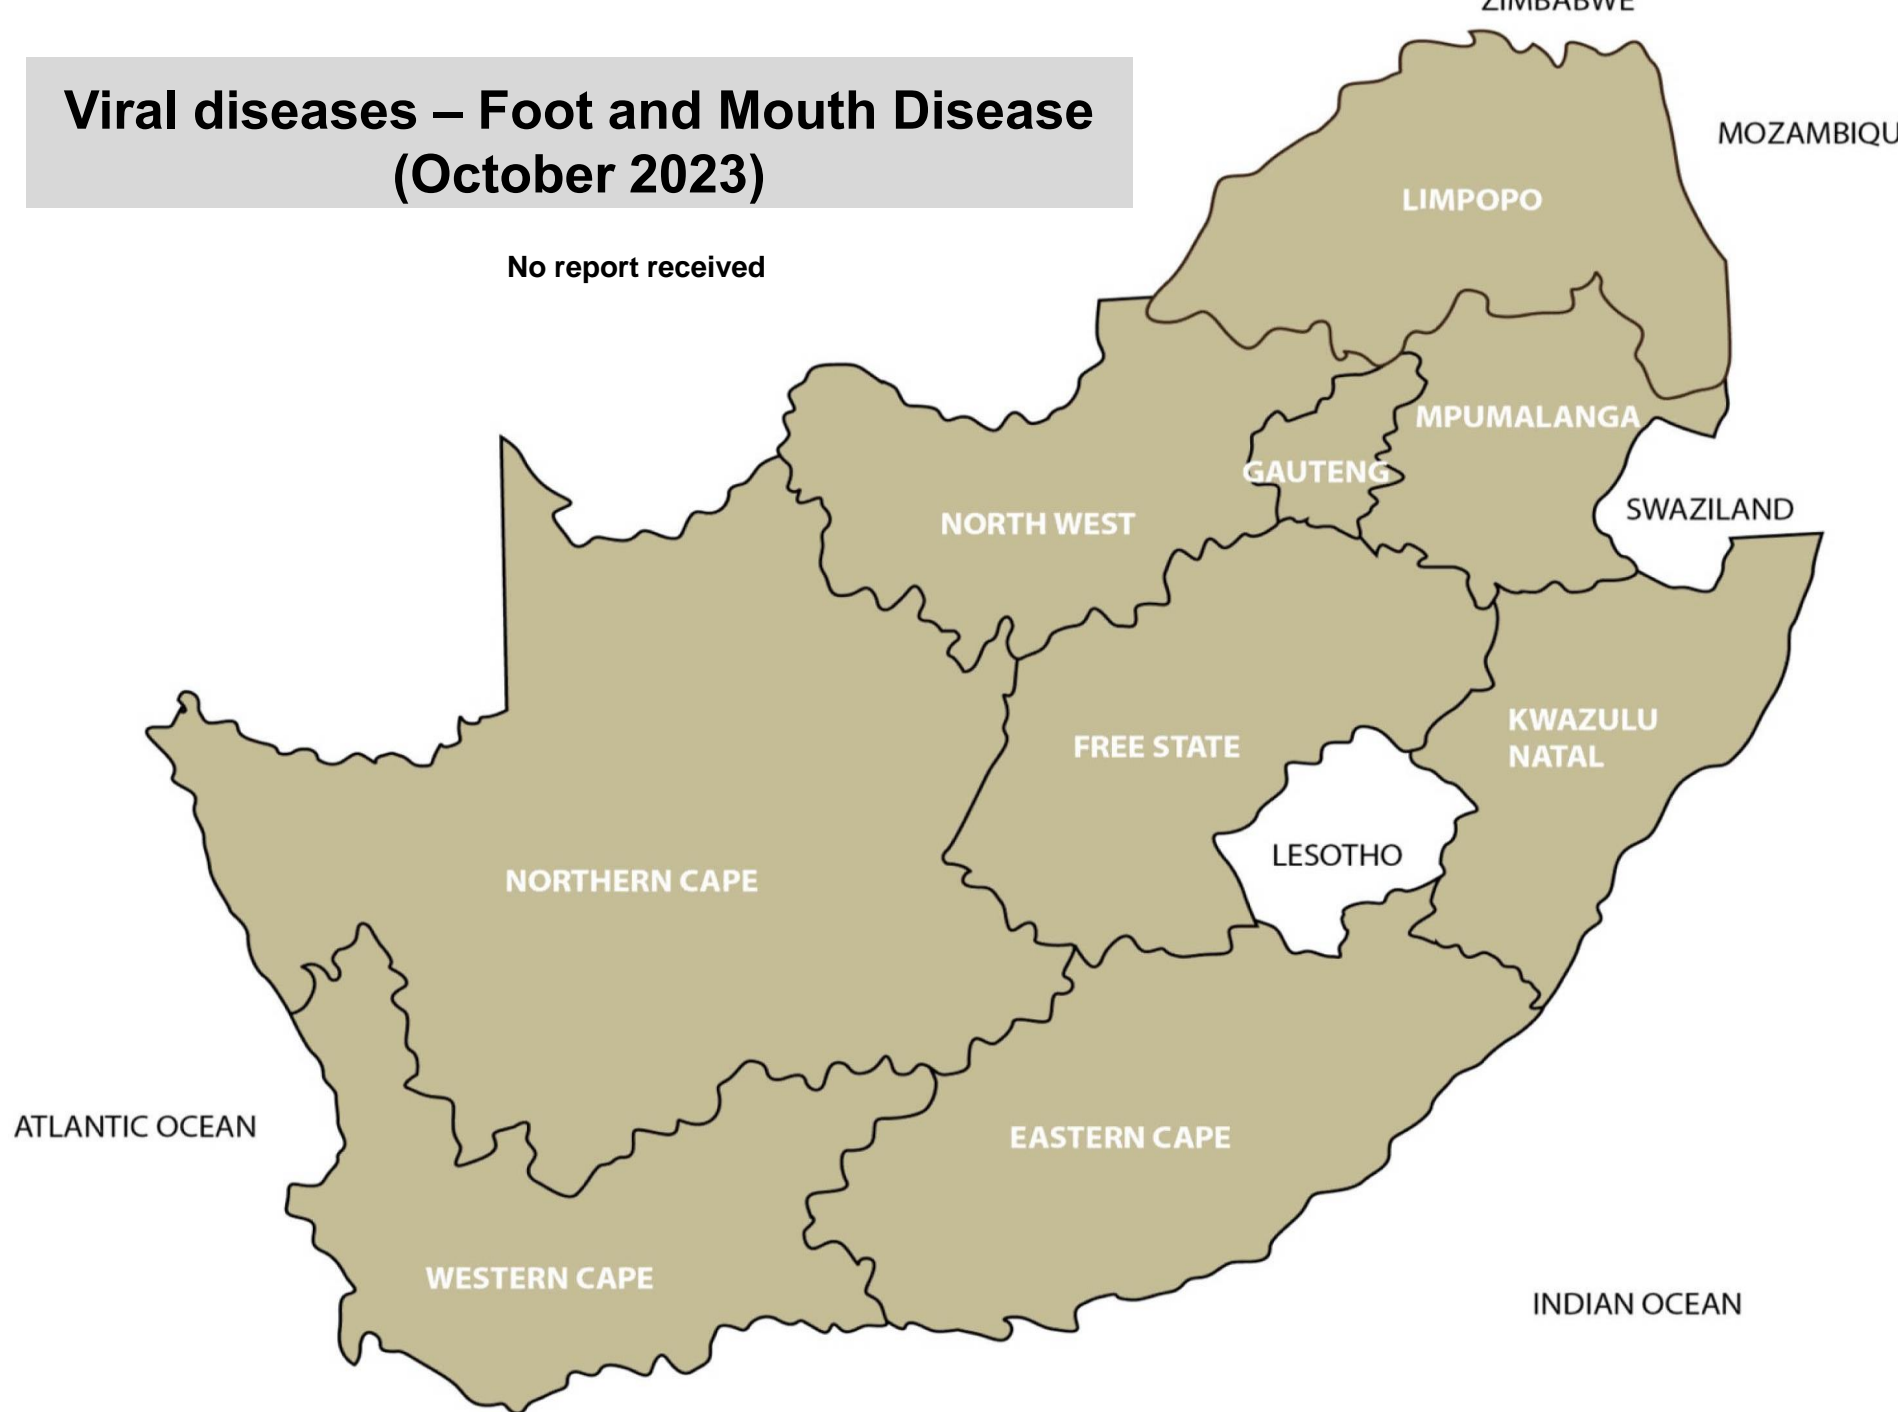 ZIMBABWE
Viral diseases – Foot and Mouth Disease
(October 2023)
MOZAMBIQU
LIMPOPO
No report received
MPUMALANGA
GAUTENG
SWAZILAND
NORTH WEST
KWAZULU
NATAL
FREE STATE
LESOTHO
NORTHERN CAPE
ATLANTIC OCEAN
EASTERN CAPE
WESTERN CAPE
INDIAN OCEAN